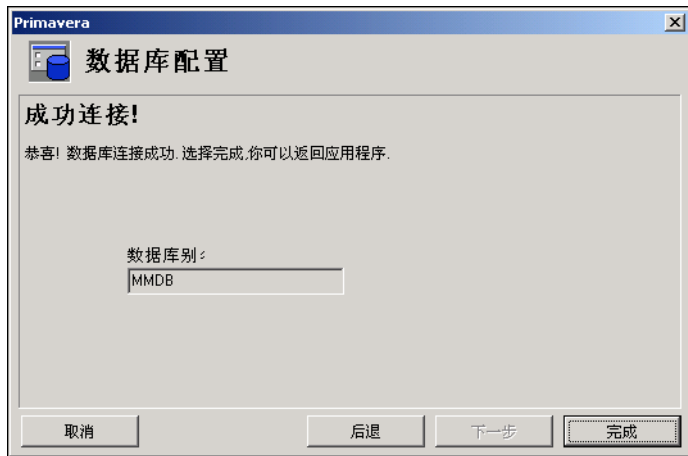 Primavera
数据库配置
成功连接!
恭喜! 数据库连接成功.选择完成,你可以返回应用程序.
数据库别
MMDB
取消
后退
下一步
完成